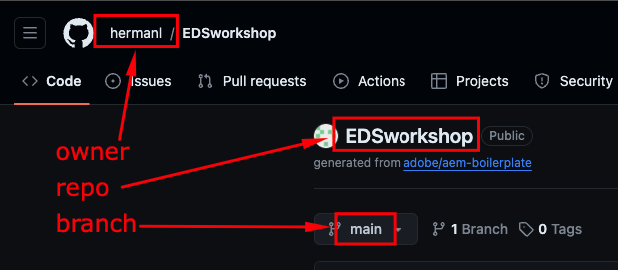 hermanl / EDSworkshop
Code Issues Pull requests Actions Projects Security
EDSworkshop Public
generated from adobe/aem-boilerplate
owner
repo
branch
main 1 Branch 0 Tags